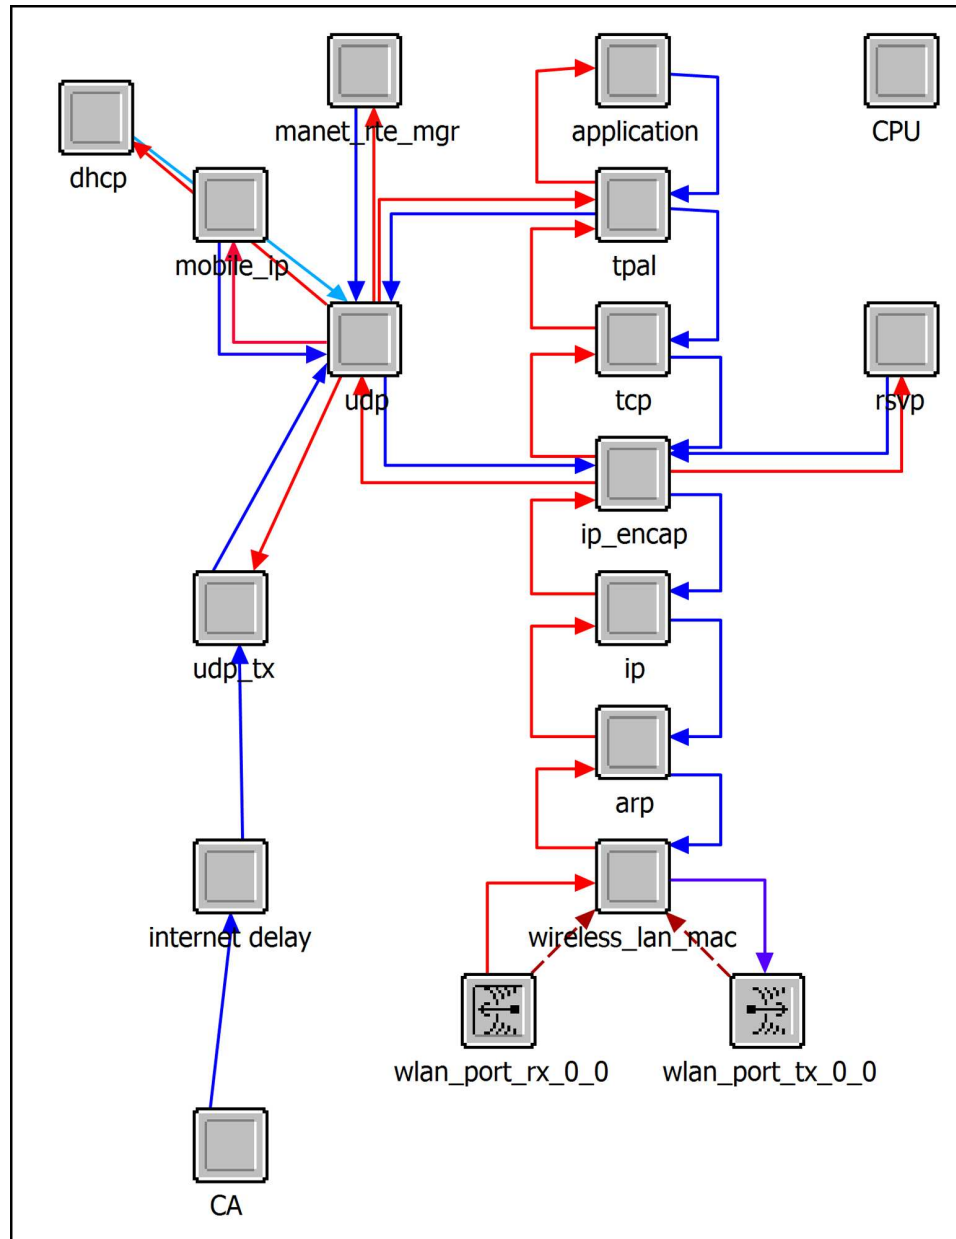 manet_rte_mgr
application
CPU
dhcp
mobile_ip
tpal
udp
tcp
rsvp
ip_encap
udp_tx
ip
arp
internet delay
wireless_lan_mac
wlan_port_rx_0_0
wlan_port_tx_0_0
CA